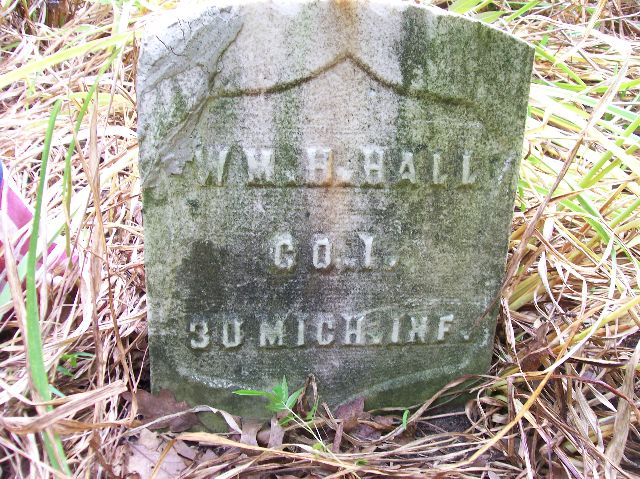 WM. H. HALL
CO. I.
30 MICH. INF.